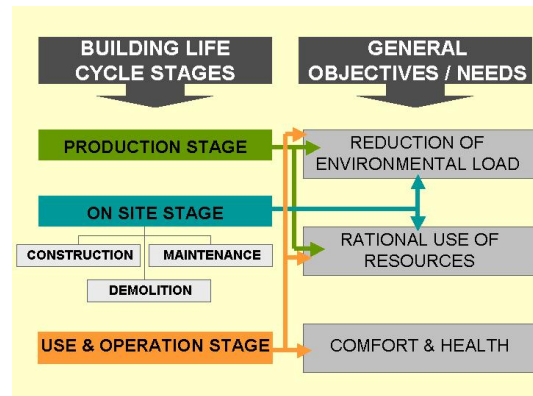 BUILDING LIFE
CYCLE STAGES
GENERAL
OBJECTIVES / NEEDS
PRODUCTION STAGE
REDUCTION OF
ENVIRONMENTAL LOAD
ON SITE STAGE
CONSTRUCTION
MAINTENANCE
DEMOLITION
RATIONAL USE OF
RESOURCES
USE & OPERATION STAGE
COMFORT & HEALTH